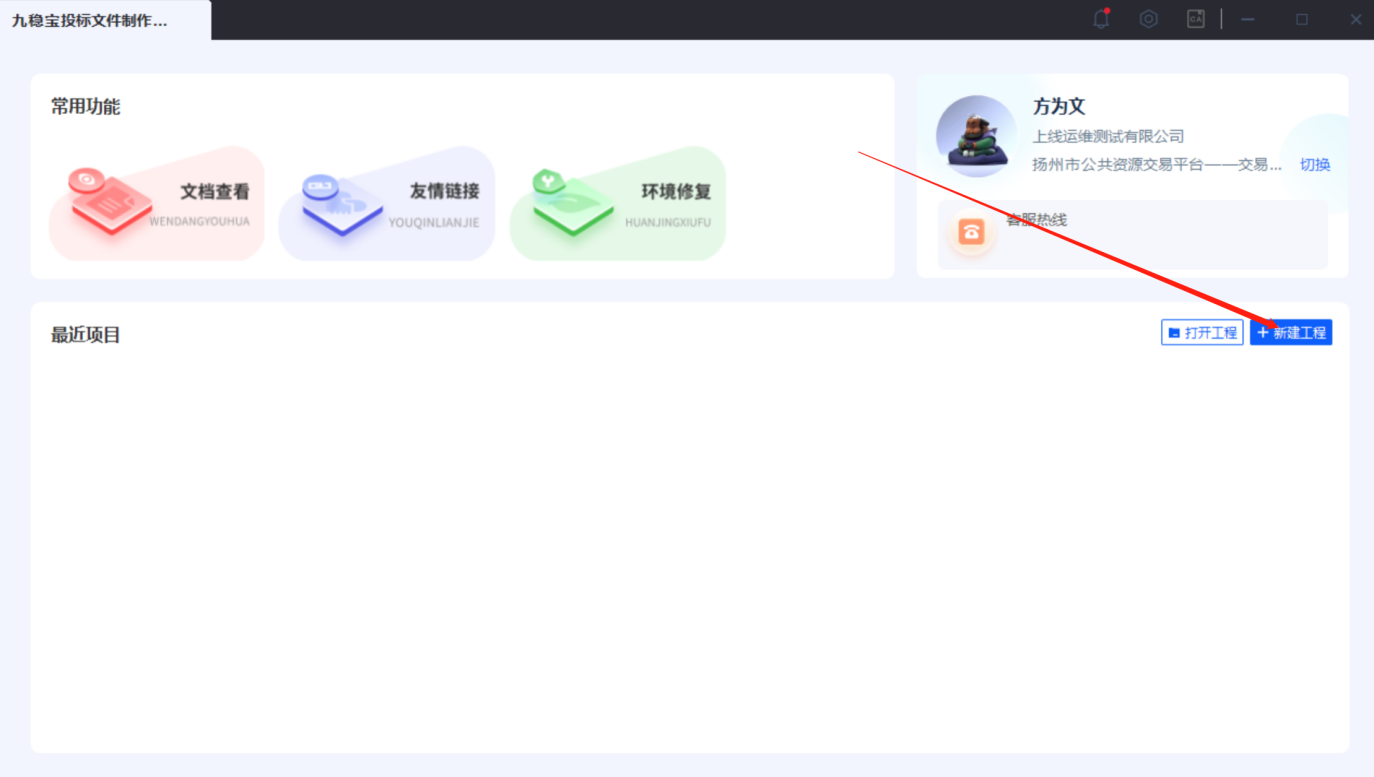 九稳宝投标文件制作...
CA
常用功能
文档查看
WENDANGYOUHUA
友情链接
YOUQINLIANJIE
环境修复
HUANJINGXIUFU
方为文
上线运维测试有限公司
扬州市公共资源交易平台——交易... 切换
客服热线
最近项目
打开工程
新建工程